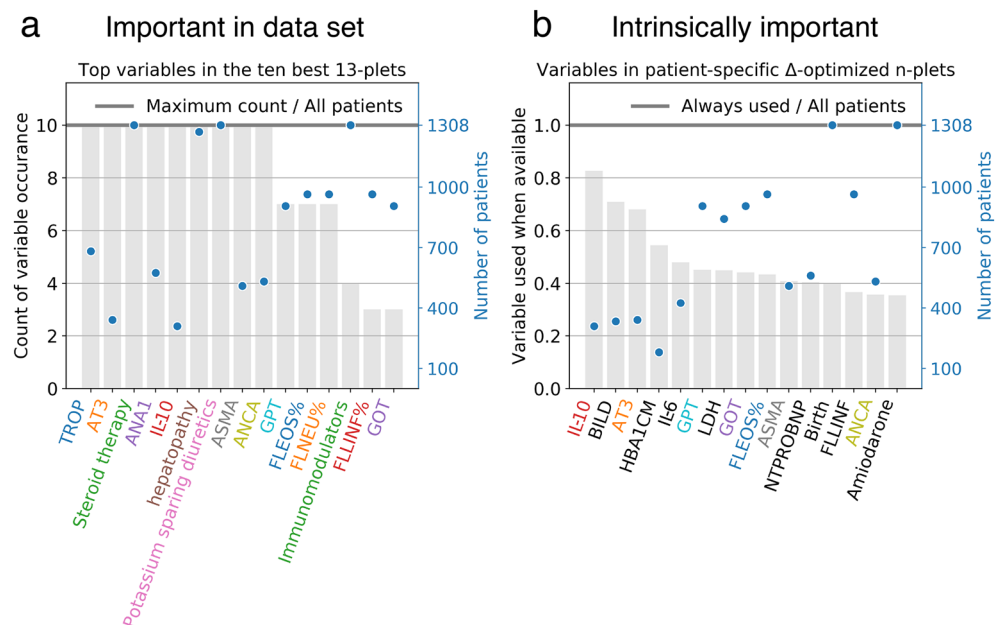 a Important in data set
Top variables in the ten best 13-plets
Maximum count / All patients
Count of variable occurance
10
8
6
4
2
0
1308
1000
700
400
100
Number of patients
TROP
AT3
Steroid therapy
ANA1
IL-10
hepatopathy
Potassium sparing diuretics
ASMA
ANCA
GPT
FLEOS%
FLNEU%
Immunomodulators
FLLINF%
GOT
b Intrinsically important
Variables in patient-specific Δ-optimized n-plets
Always used / All patients
Variable used when available
1.0
0.8
0.6
0.4
0.2
0.0
1308
1000
700
400
100
Number of patients
IL-10
BILD
AT3
HBA1CM
IL6
GPT
LDH
GOT
FLEOS%
ASMA
NTPROBNP
Birth
FLLINF
ANCA
Amiodarone